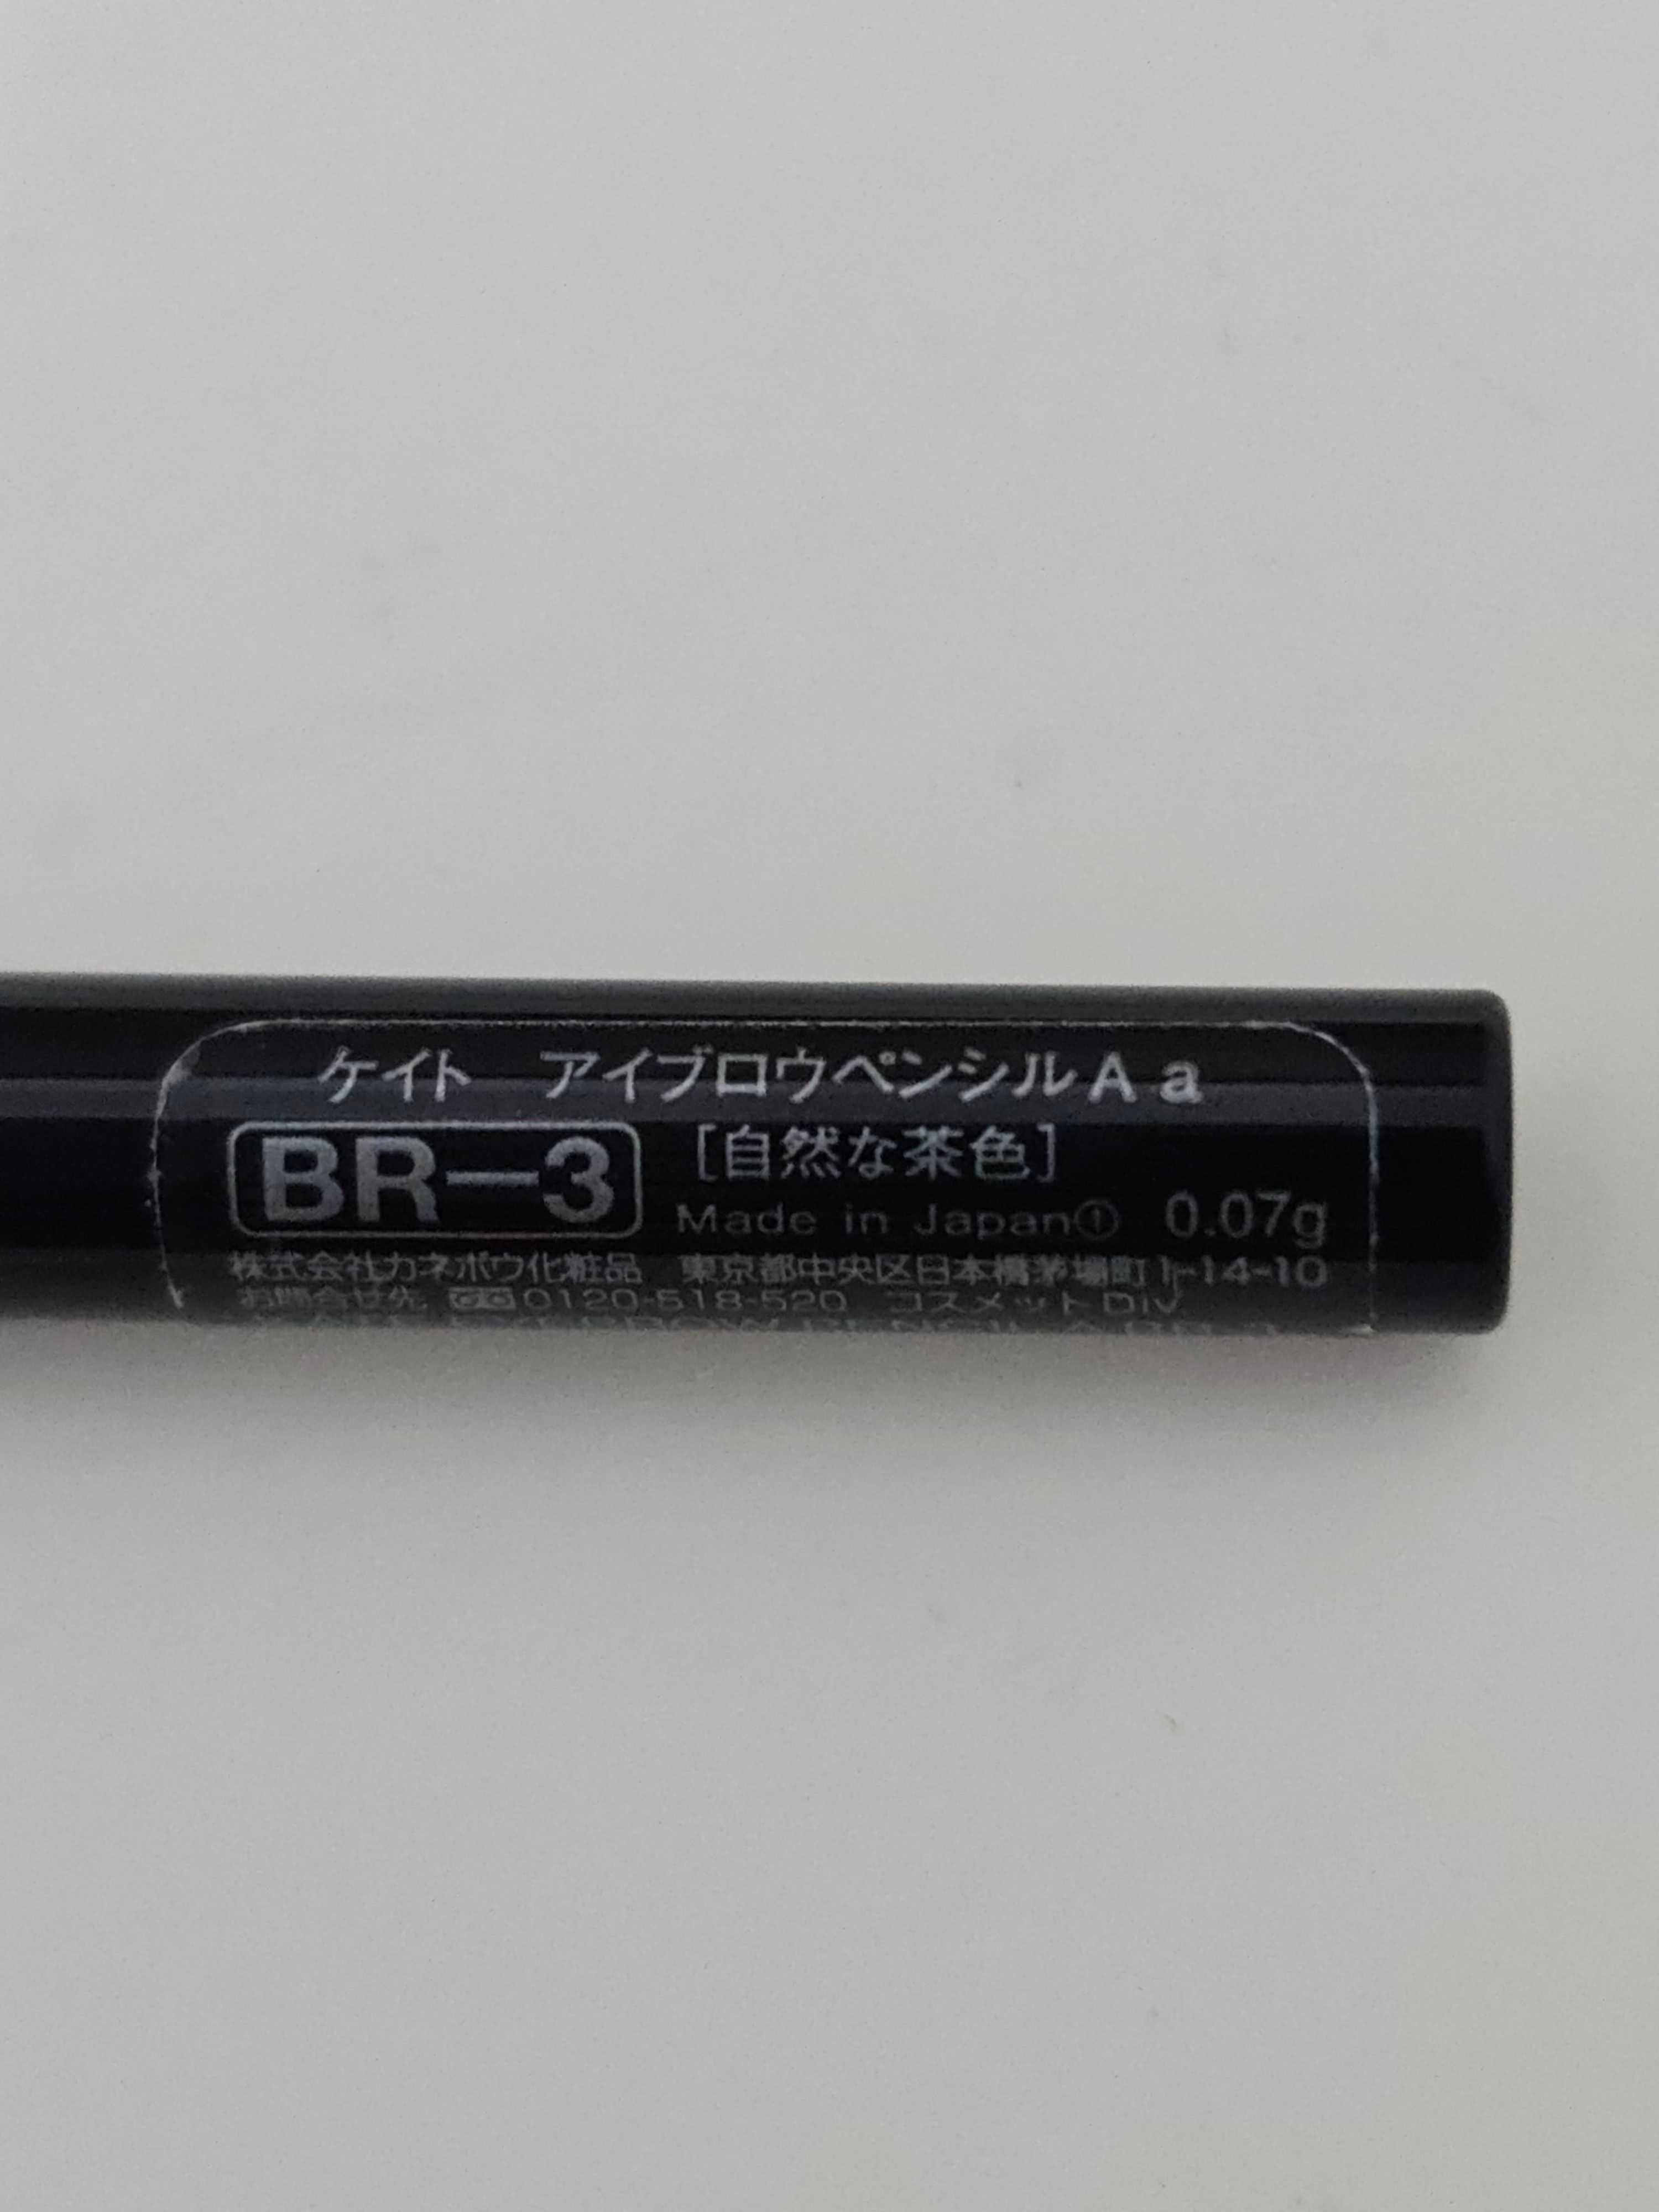 ケイト　アイブロウペンシルA a
BR-3
[自然な茶色]
Made in Japan① 0.07g
株式会社カネボウ化粧品　東京都中央区日本橋茅場町1-14-10
お問合せ先 0120-518-520　コスメットDiv.